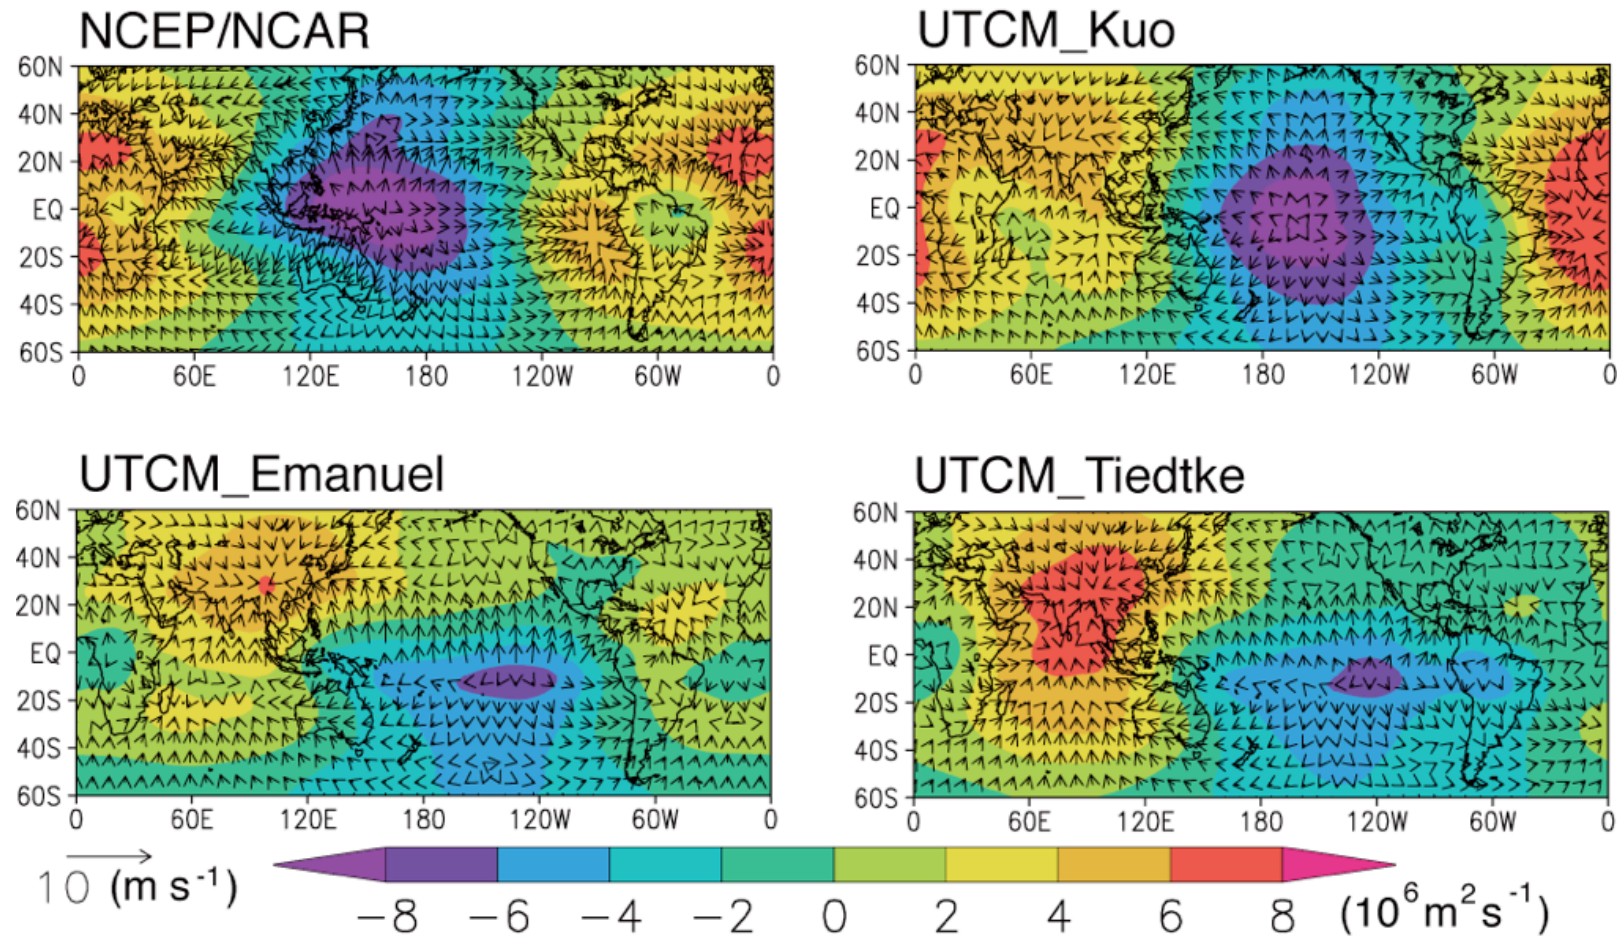 NCEP/NCAR
UTCM_Kuo
60N
40N
20N
EQ
20S
40S
60S
0 60E 120E 180 120W 60W 0
60N
40N
20N
EQ
20S
40S
60S
0 60E 120E 180 120W 60W 0
UTCM_Emanuel
UTCM_Tiedtke
60N
40N
20N
EQ
20S
40S
60S
0 60E 120E 180 120W 60W 0
60N
40N
20N
EQ
20S
40S
60S
0 60E 120E 180 120W 60W 0
10 (m s⁻¹)
−8 −6 −4 −2 0 2 4 6 8 (10⁶m²s⁻¹)